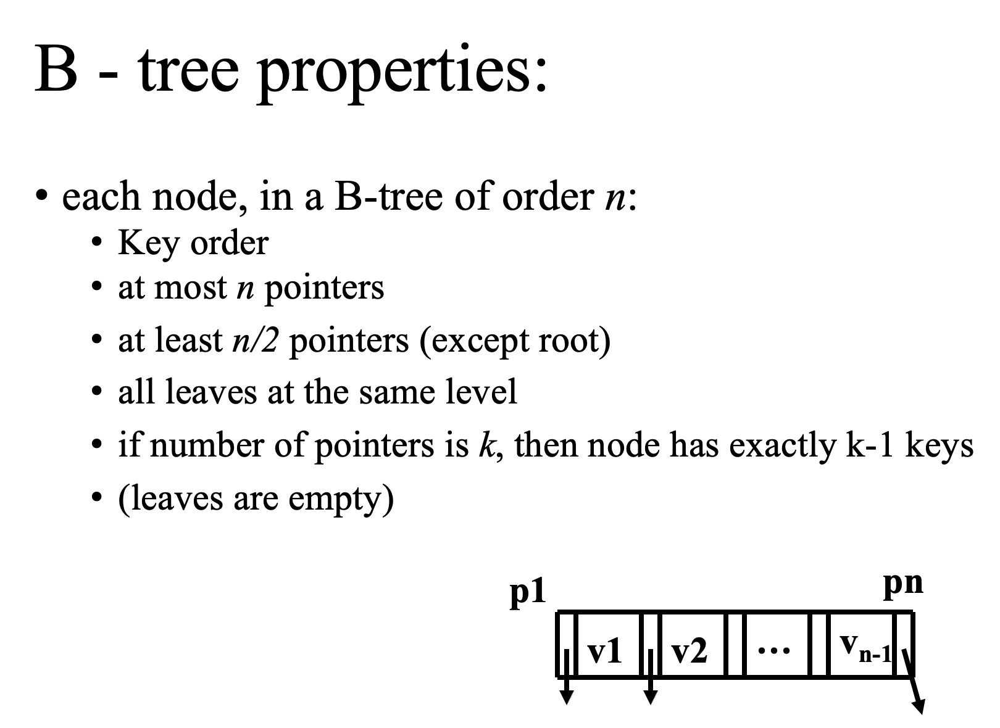 B - tree properties:
• each node, in a B-tree of order n:
• Key order
• at most n pointers
• at least n/2 pointers (except root)
• all leaves at the same level
• if number of pointers is k, then node has exactly k-1 keys
• (leaves are empty)
p1 pn
v1 v2 … vn-1